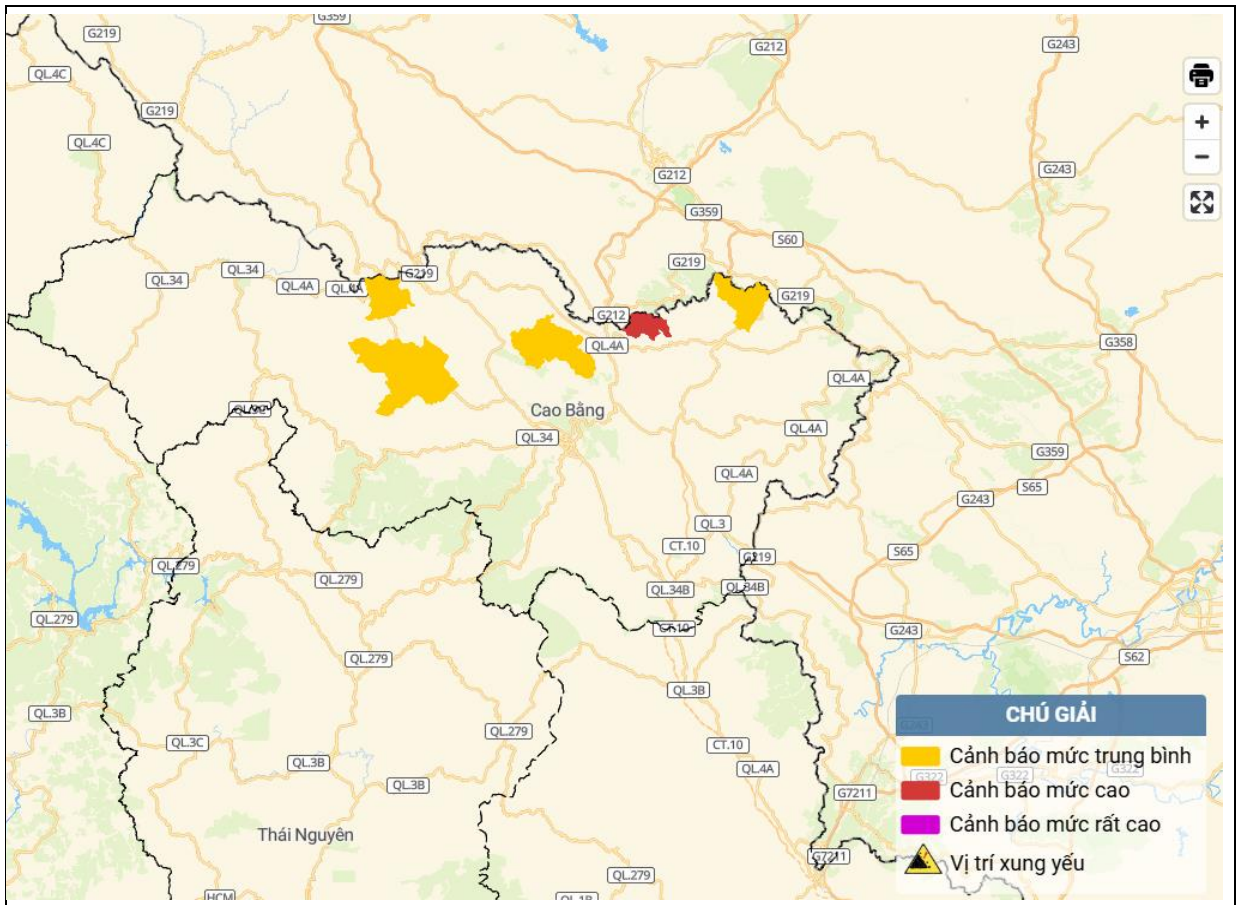 G359
G219
G212
G243
QL.4C
G219
QL.4C
G212
G243
G359
S60
G219
QL.34
QL.34
G219
QL.4A
G219
G212
QL.4A
G358
QL.4A
Cao Bằng
QL.34
QL.4A
G359
QL.4A
S65
G243
QL.3
CT.10
S65
G219
QL.279
QL.279
QL.34B
QL.34B
QL.279
CT.10
G243
S62
QL.279
QL.3B
QL.3B
QL.279
QL.3C
CT.10
QL.3B
QL.4A
QL.3B
G7211
Thái Nguyên
G7211
QL.279
HCM
QL.1B
+
−
CHÚ GIẢI
G243
Cảnh báo mức trung bình
G322
G322
G322
Cảnh báo mức cao
Cảnh báo mức rất cao
Vị trí xung yếu